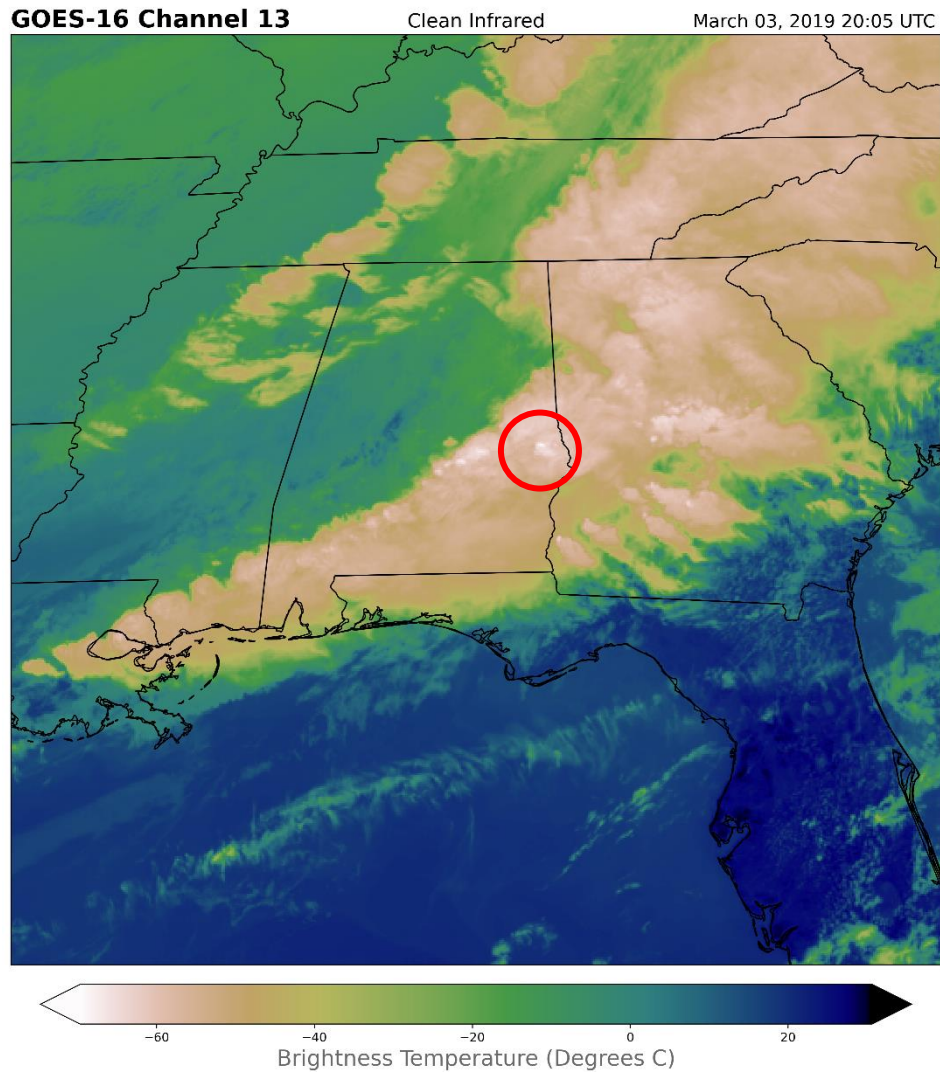 GOES-16 Channel 13 Clean Infrared March 03, 2019 20:05 UTC
−60 −40 −20 0 20
Brightness Temperature (Degrees C)